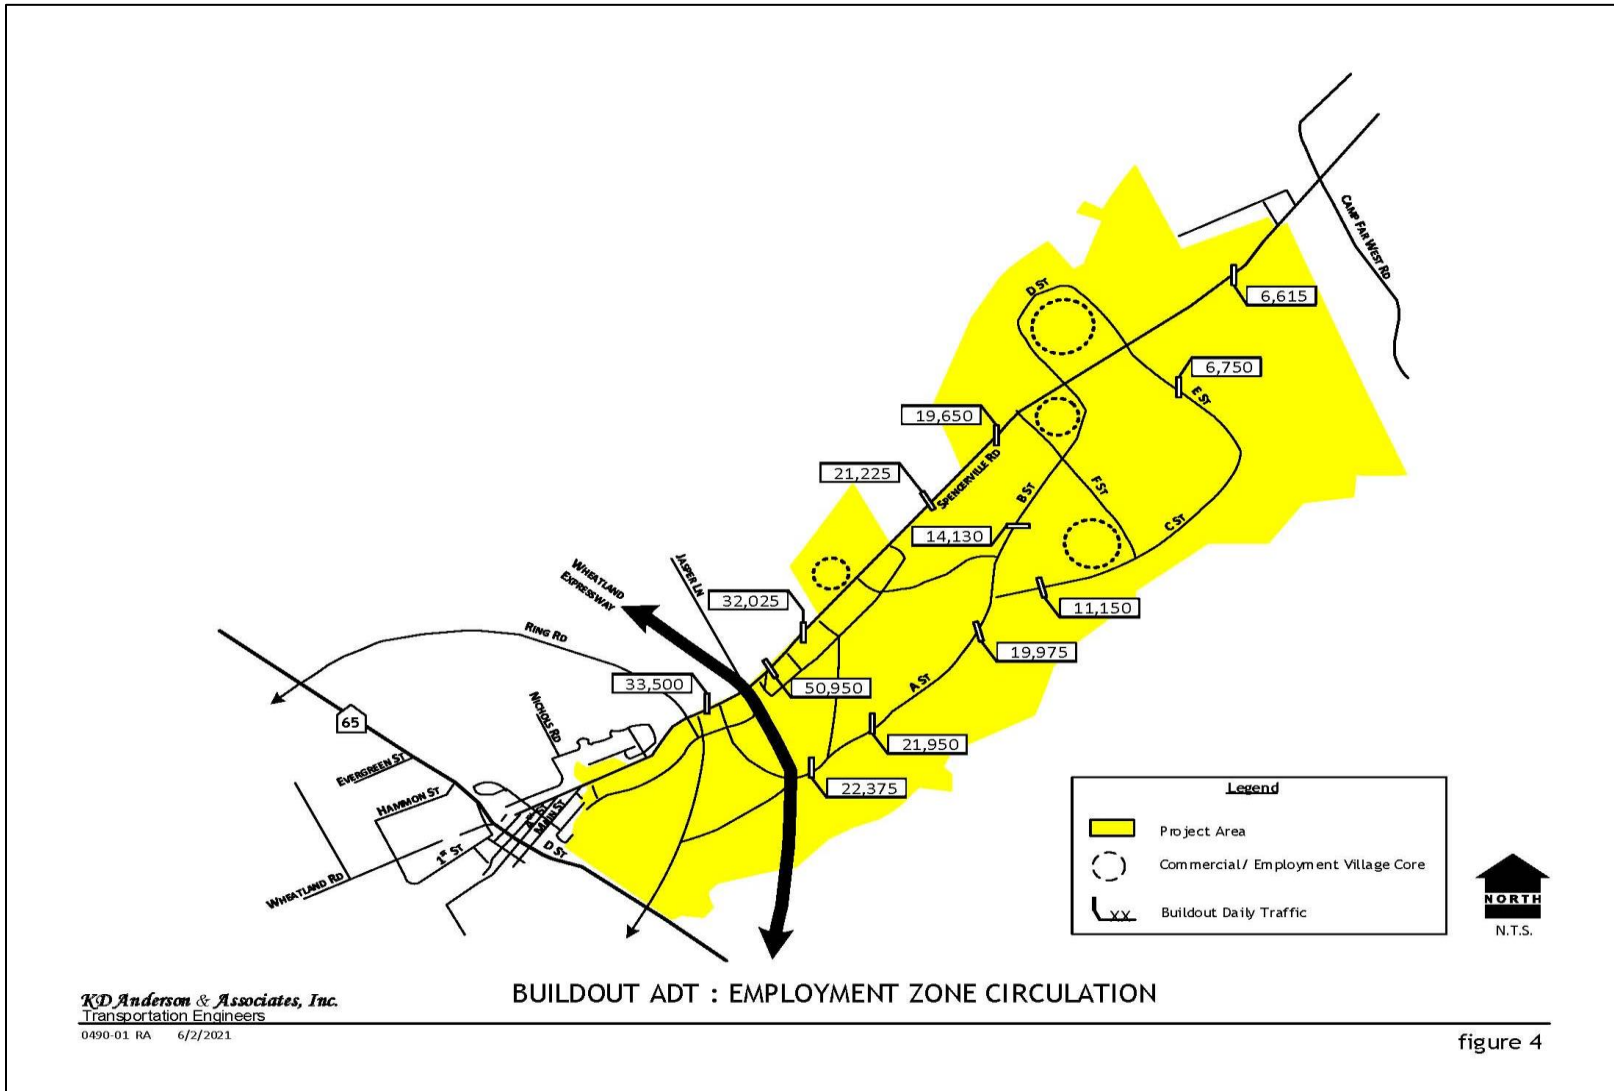 CAMP FAR WEST RD
6,615
D ST
6,750
E ST
19,650
21,225
SPENCERVILLE RD
B ST
F ST
C ST
14,130
WHEATLAND
EXPRESSWAY
JASPER LN
32,025
11,150
RING RD
19,975
33,500
50,950
A ST
NICHOLS RD
65
21,950
EVERGREEN ST
22,375
HAMMON ST
4TH ST
MAIN ST
1ST ST
D ST
WHEATLAND RD
Legend
Project Area
Commercial/ Employment Village Core
XX Buildout Daily Traffic
NORTH
N.T.S.
BUILDOUT ADT : EMPLOYMENT ZONE CIRCULATION
KD Anderson & Associates, Inc.
Transportation Engineers
0490-01 RA 6/2/2021
figure 4